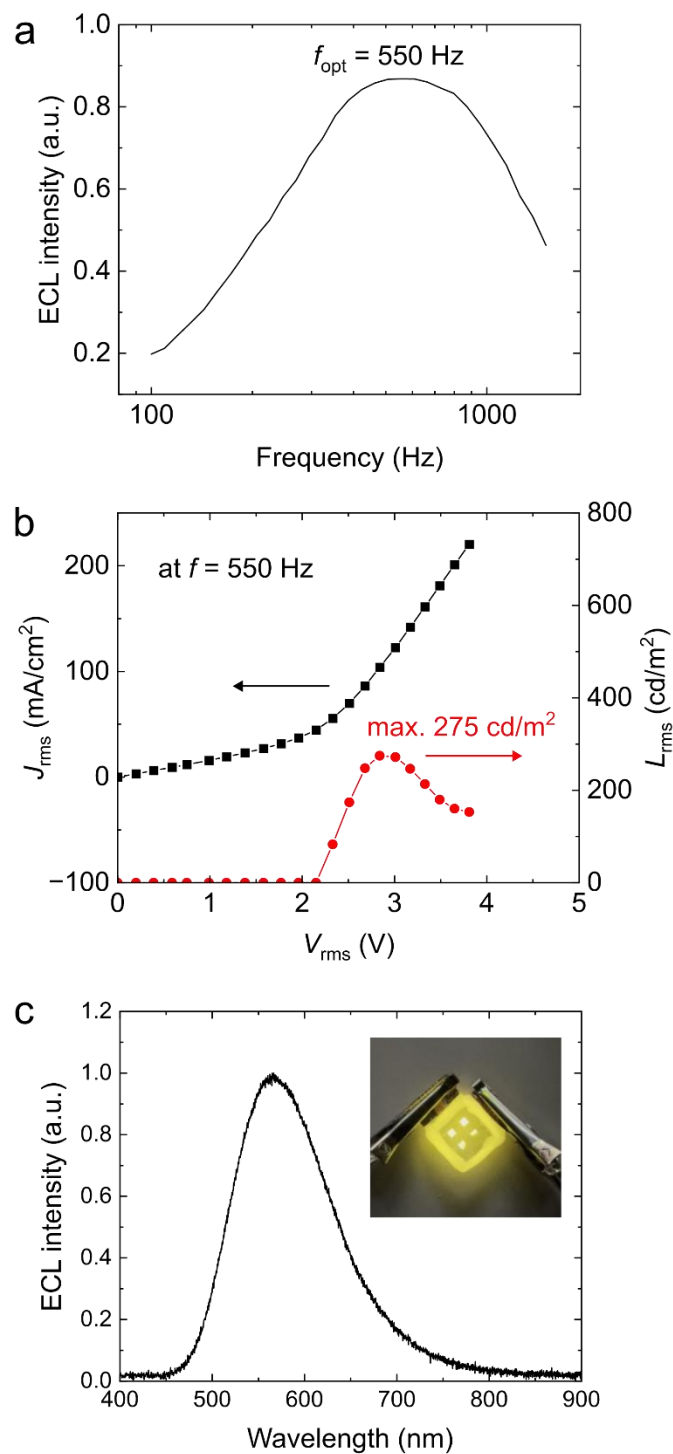 a
f_opt = 550 Hz
1.0
0.8
0.6
0.4
0.2
ECL intensity (a.u.)
100
1000
Frequency (Hz)
b
at f = 550 Hz
max. 275 cd/m²
200
100
0
−100
J_rms (mA/cm²)
800
600
400
200
0
L_rms (cd/m²)
0 1 2 3 4 5
V_rms (V)
c
1.2
1.0
0.8
0.6
0.4
0.2
0.0
ECL intensity (a.u.)
400 500 600 700 800 900
Wavelength (nm)